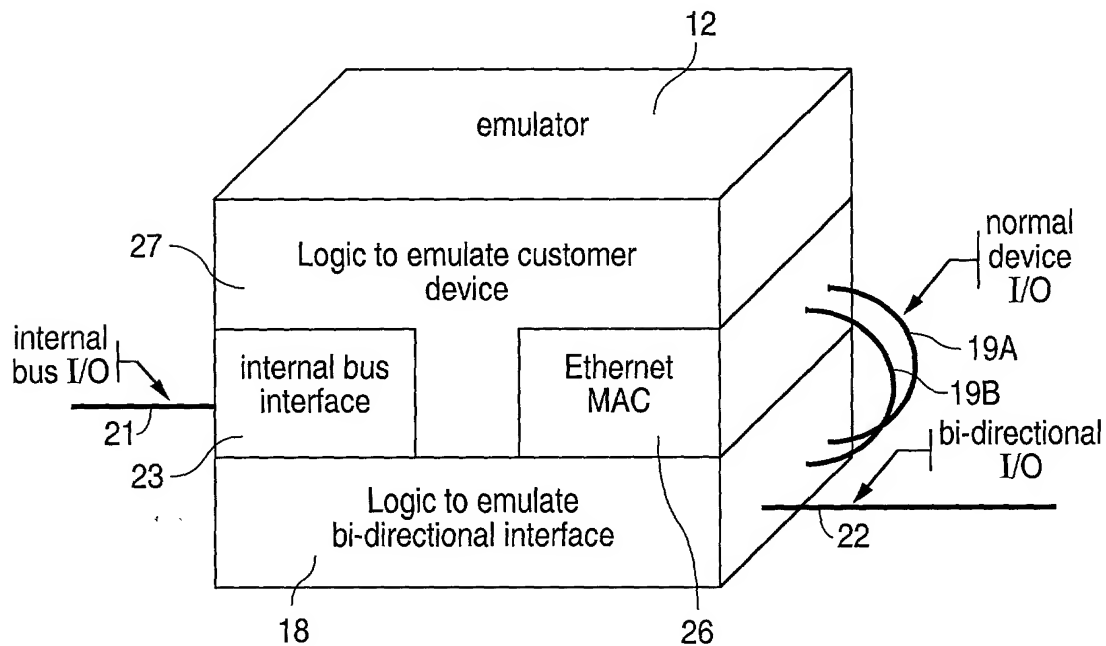 12
emulator
27
Logic to emulate customer
device
normal
device
I/O
internal
bus I/O
internal bus
interface
Ethernet
MAC
19A
19B
21
23
bi-directional
I/O
Logic to emulate
bi-directional interface
22
18
26